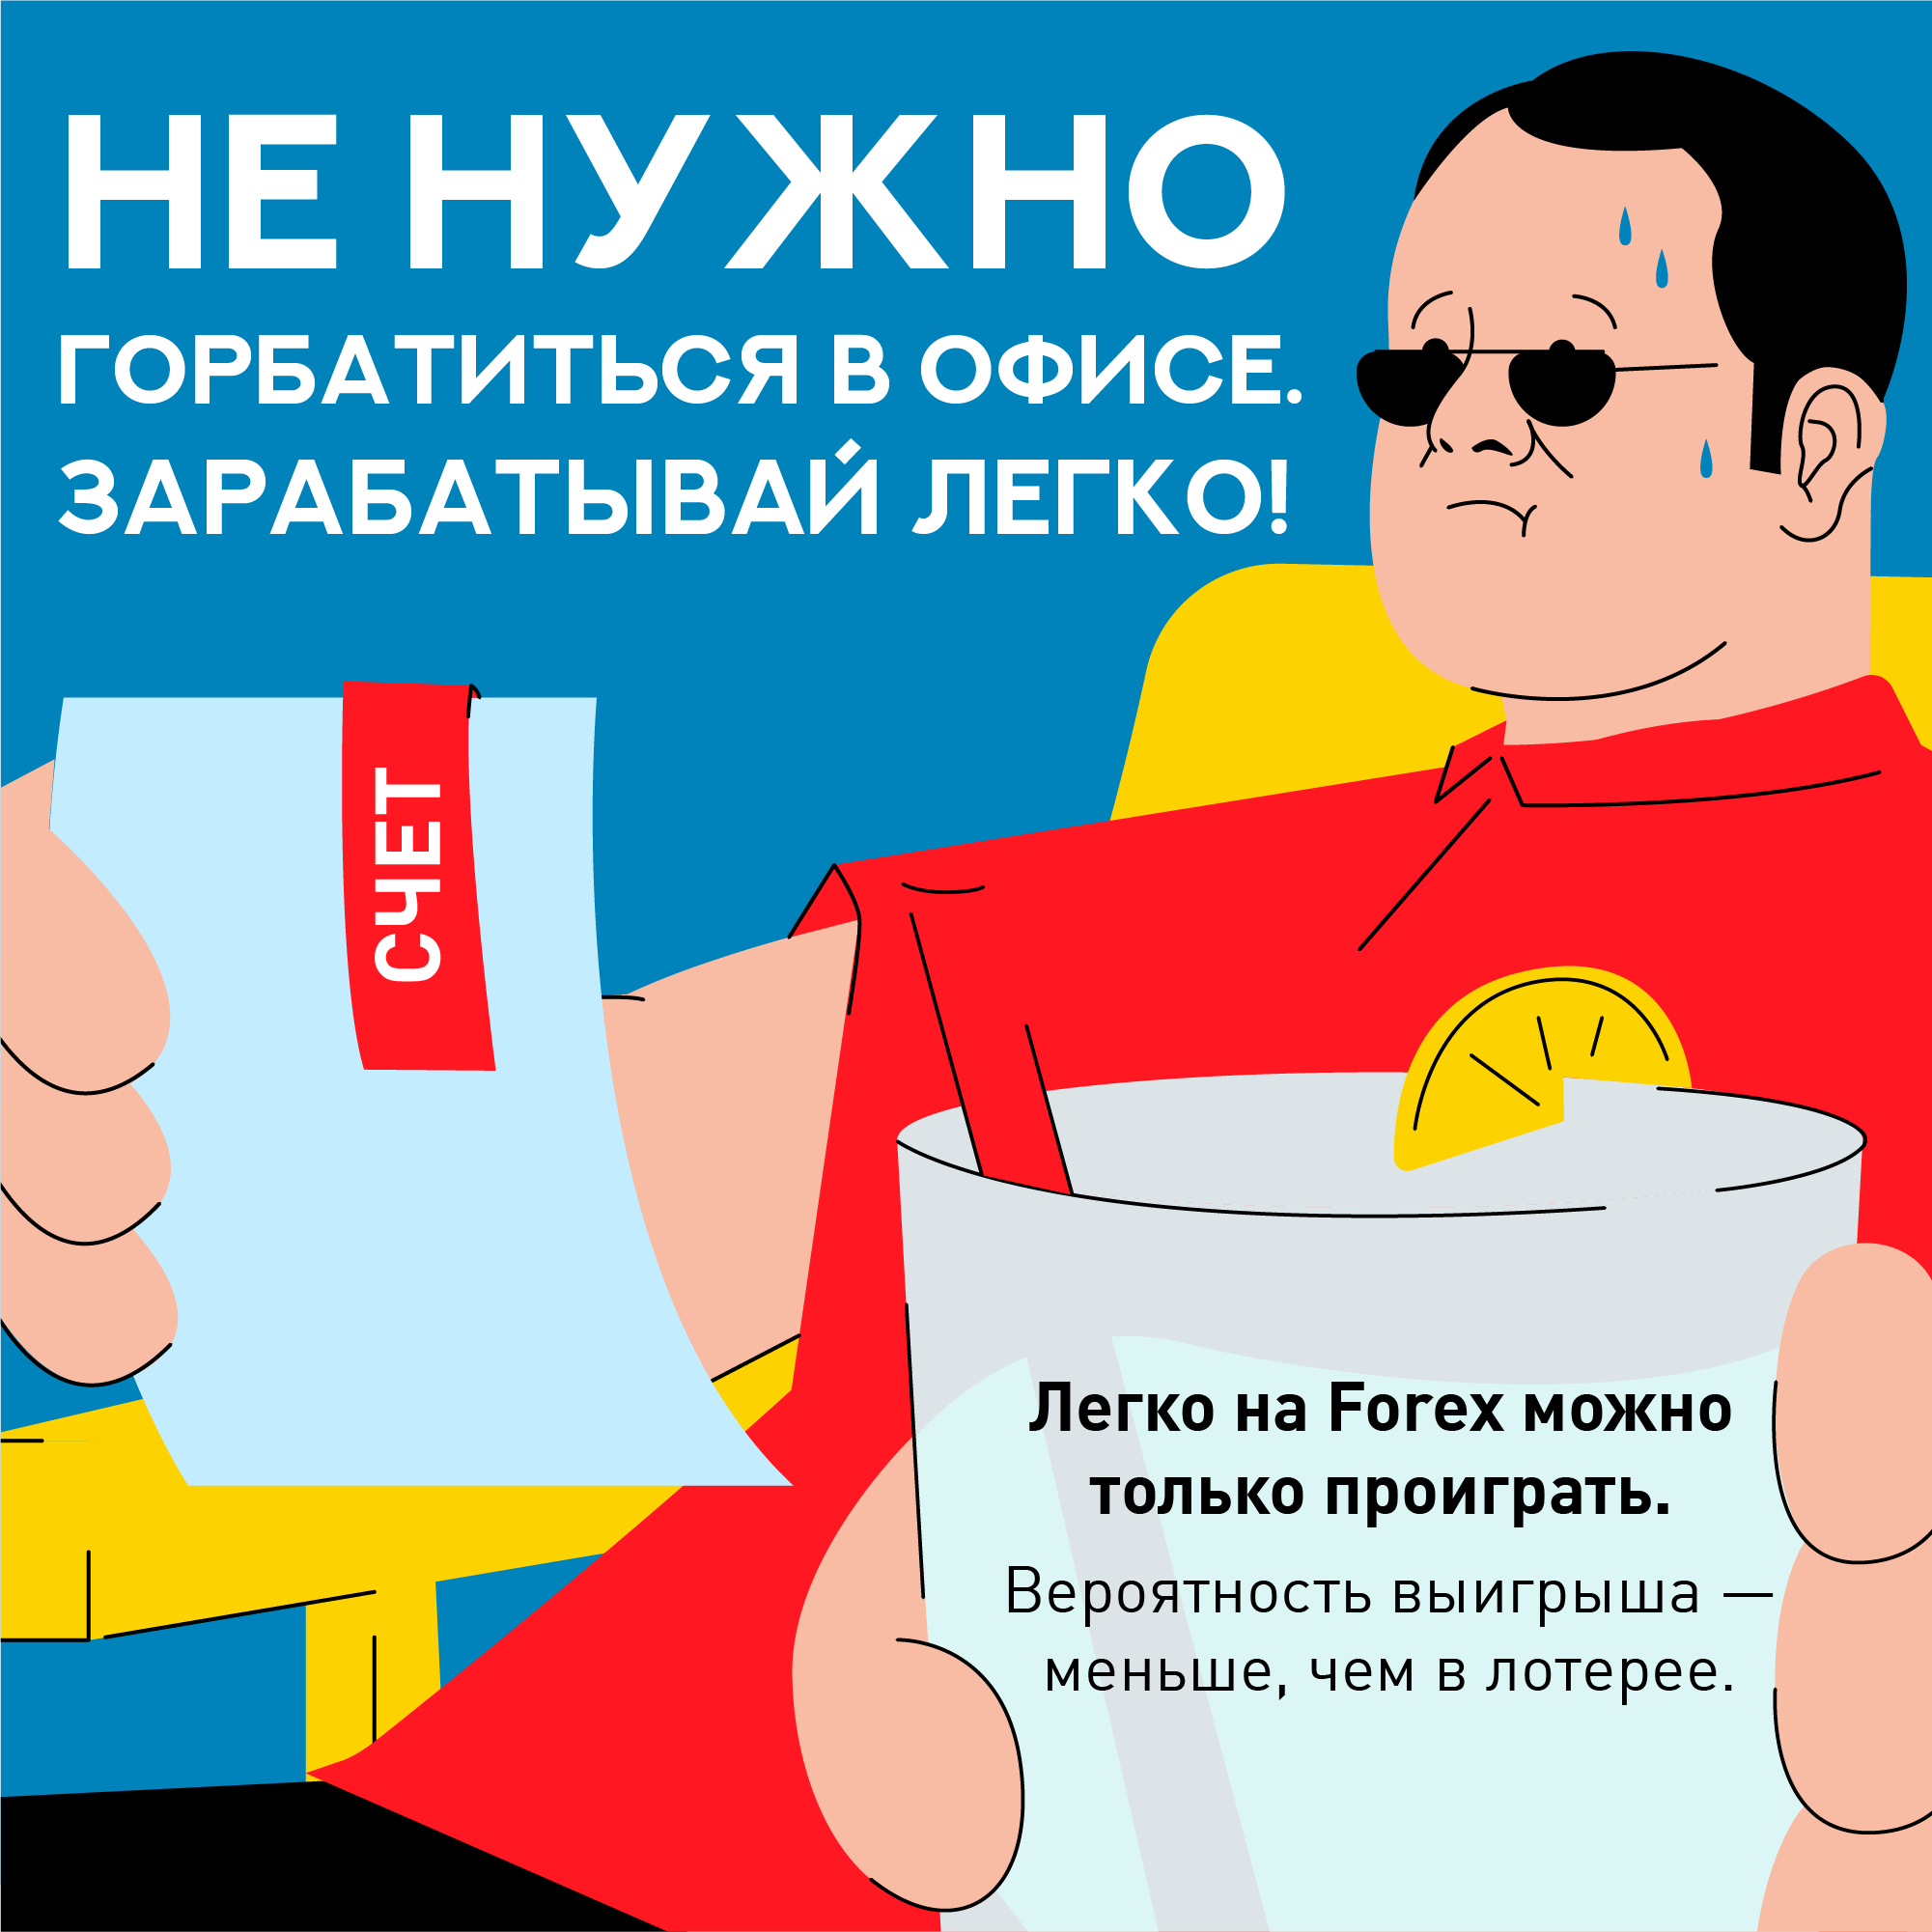 НЕ НУЖНО
ГОРБАТИТЬСЯ В ОФИСЕ.
ЗАРАБАТЫВАЙ ЛЕГКО!
СЧЕТ
Легко на Forex можно
только проиграть.
Вероятность выигрыша —
меньше, чем в лотерее.